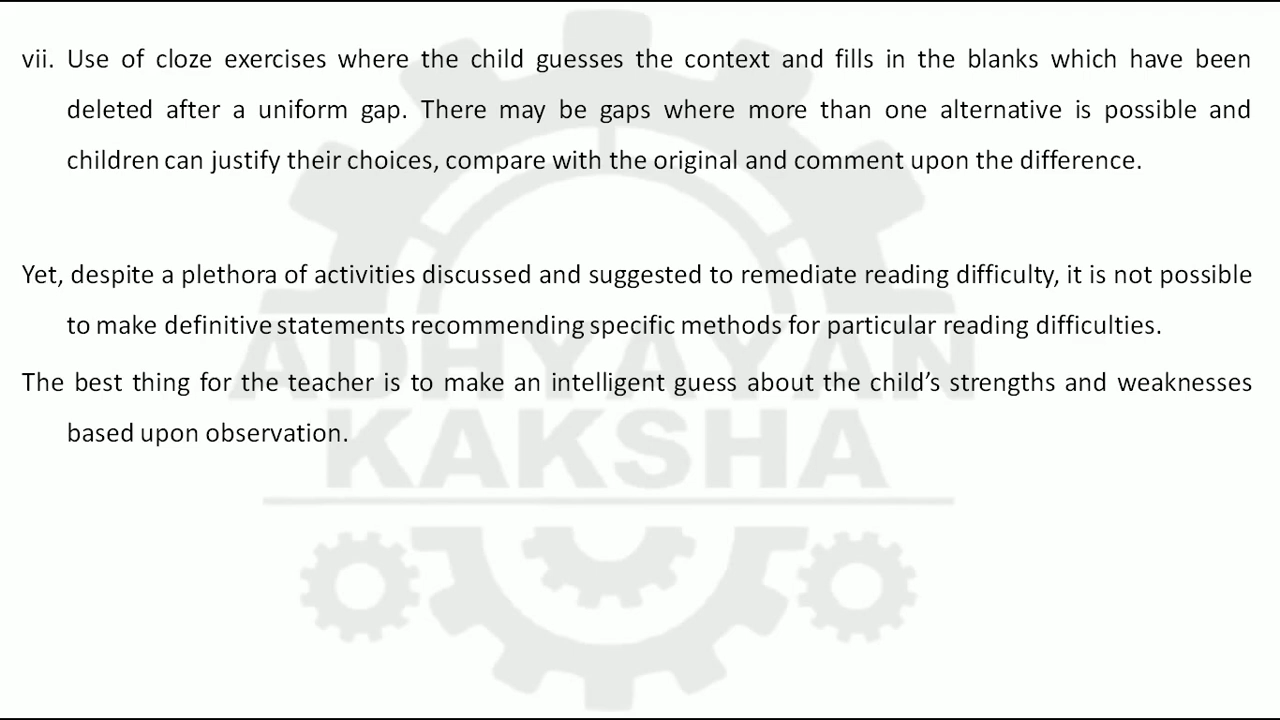 vii. Use of cloze exercises where the child guesses the context and fills in the blanks which have been
deleted after a uniform gap. There may be gaps where more than one alternative is possible and
children can justify their choices, compare with the original and comment upon the difference.
Yet, despite a plethora of activities discussed and suggested to remediate reading difficulty, it is not possible
to make definitive statements recommending specific methods for particular reading difficulties.
The best thing for the teacher is to make an intelligent guess about the child’s strengths and weaknesses
based upon observation.
ADHYAYAN
KAKSHA